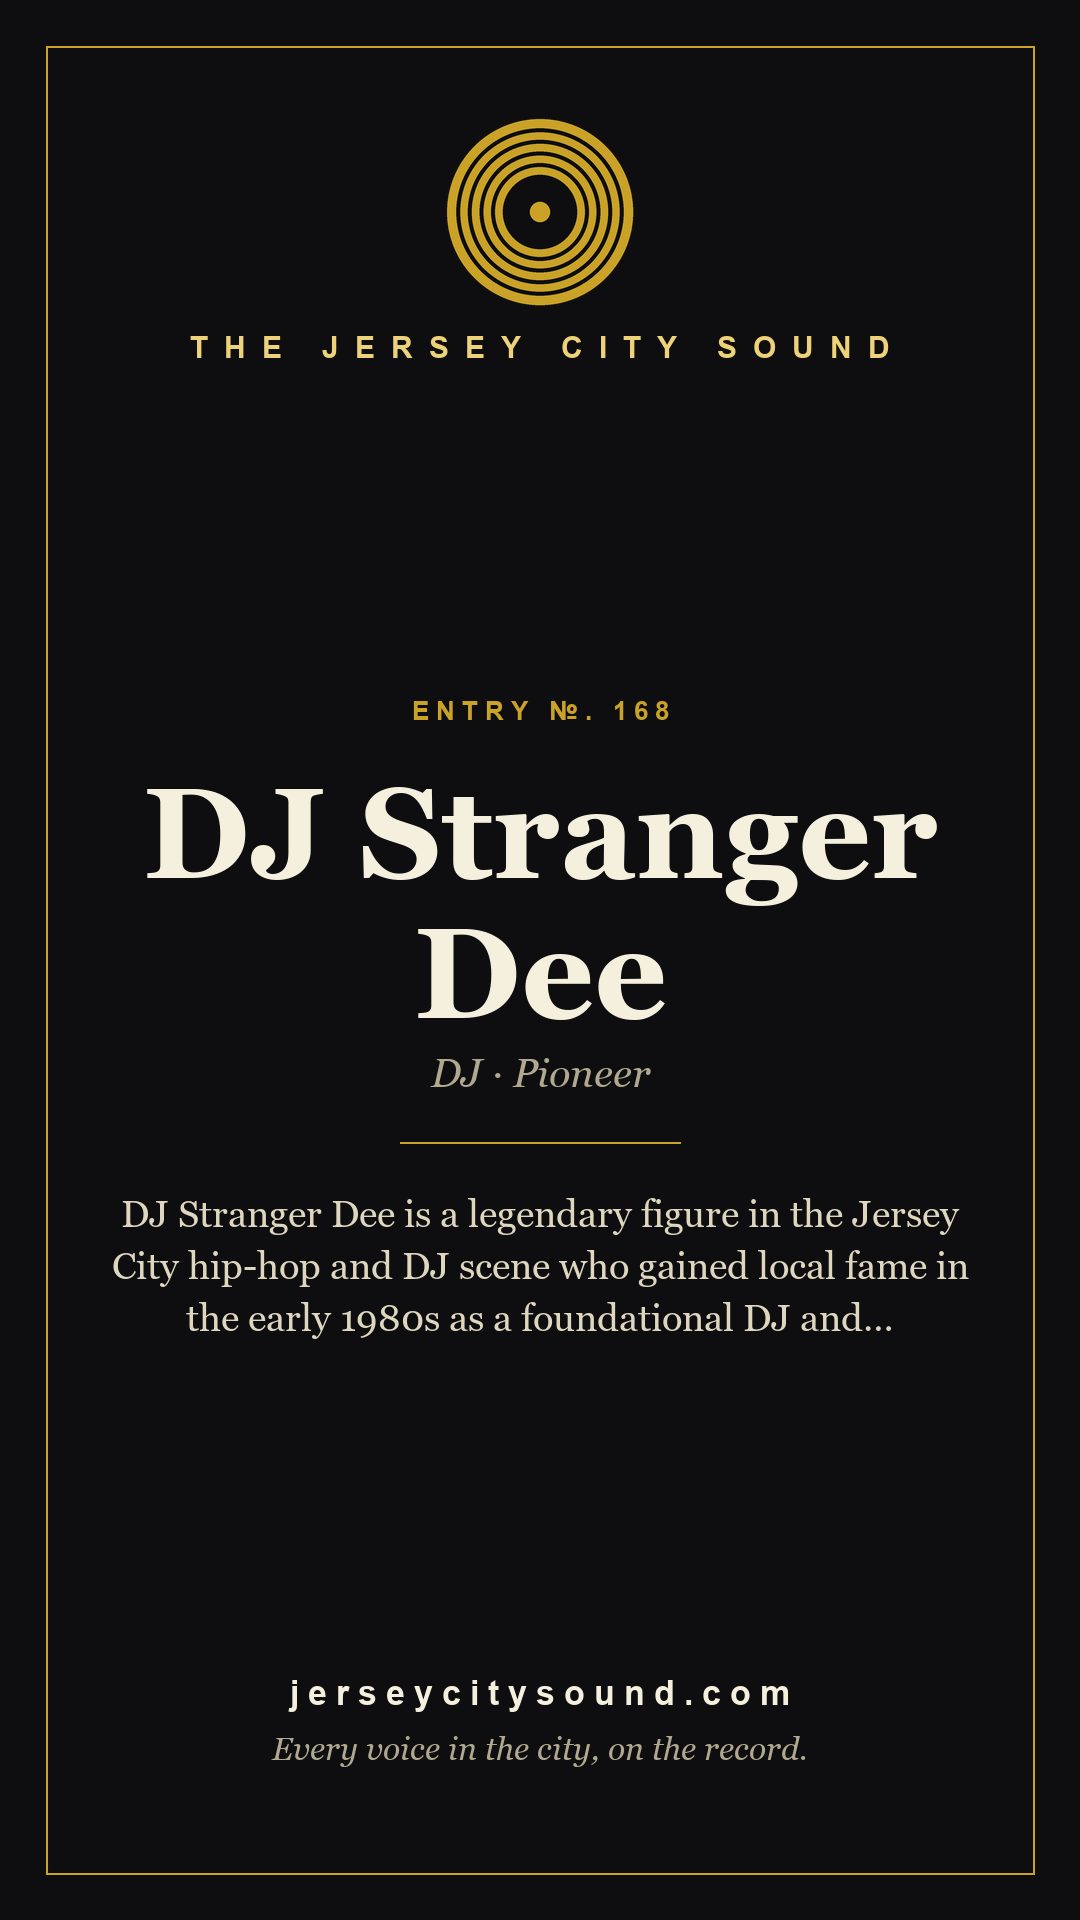 THE JERSEY CITY SOUND
ENTRY №. 168
DJ Stranger
Dee
DJ · Pioneer
DJ Stranger Dee is a legendary figure in the Jersey
City hip-hop and DJ scene who gained local fame in
the early 1980s as a foundational DJ and...
jerseycitysound.com
Every voice in the city, on the record.